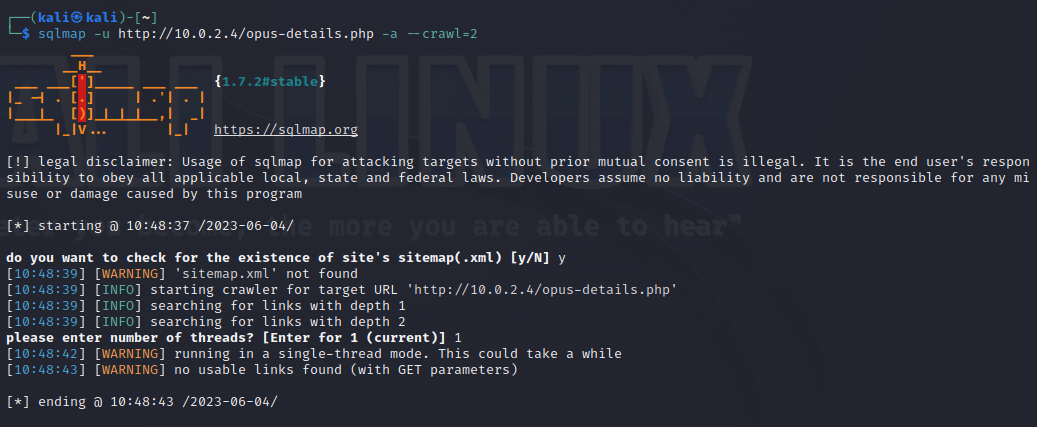 ┌──(kali㉿kali)-[~]
└─$ sqlmap -u http://10.0.2.4/opus-details.php -a --crawl=2
        ___
       __H__
 ___ ___[']_____ ___ ___  {1.7.2#stable}
|_ -| . [.]     | .'| . |
|___|_  [)]_|_|_|__,|  _|
      |_|V...       |_|   https://sqlmap.org
[!] legal disclaimer: Usage of sqlmap for attacking targets without prior mutual consent is illegal. It is the end user's respon
sibility to obey all applicable local, state and federal laws. Developers assume no liability and are not responsible for any mi
suse or damage caused by this program
[*] starting @ 10:48:37 /2023-06-04/
do you want to check for the existence of site's sitemap(.xml) [y/N] y
[10:48:39] [WARNING] 'sitemap.xml' not found
[10:48:39] [INFO] starting crawler for target URL 'http://10.0.2.4/opus-details.php'
[10:48:39] [INFO] searching for links with depth 1
[10:48:39] [INFO] searching for links with depth 2
please enter number of threads? [Enter for 1 (current)] 1
[10:48:42] [WARNING] running in a single-thread mode. This could take a while
[10:48:43] [WARNING] no usable links found (with GET parameters)
[*] ending @ 10:48:43 /2023-06-04/